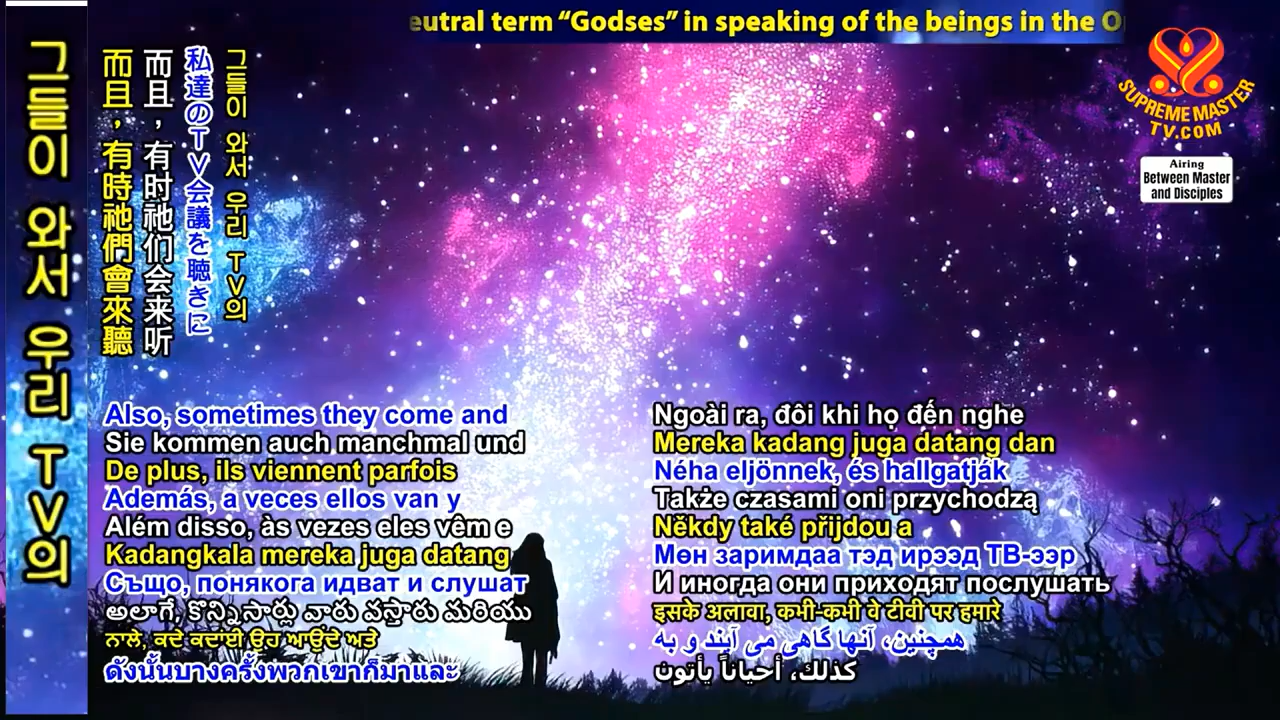 eutral term “Godses” in speaking of the beings in the O
SUPREME MASTER
TV.COM
Airing
Between Master
and Disciples
그들이 와서 우리 TV의
而且，有時祂們會來聽
而且，有时祂们会来听
私達のTV会議を聴きに
그들이 와서 우리 TV의
Also, sometimes they come and
Sie kommen auch manchmal und
De plus, ils viennent parfois
Además, a veces ellos van y
Além disso, às vezes eles vêm e
Kadangkala mereka juga datang
Също, понякога идват и слушат
అలాగే, కొన్నిసార్లు వారు వస్తారు మరియు
ਨਾਲੇ, ਕਦੇ ਕਦਾਂਈ ਉਹ ਆਉਂਦੇ ਅਤੇ
ดังนั้นบางครั้งพวกเขาก็มาและ
Ngoài ra, đôi khi họ đến nghe
Mereka kadang juga datang dan
Néha eljönnek, és hallgatják
Także czasami oni przychodzą
Někdy také přijdou a
Мөн заримдаа тэд ирээд ТВ-ээр
И иногда они приходят послушать
इसके अलावा, कभी-कभी वे टीवी पर हमारे
همچنین، آنها گاهی می آیند و به
كذلك، أحياناً يأتون